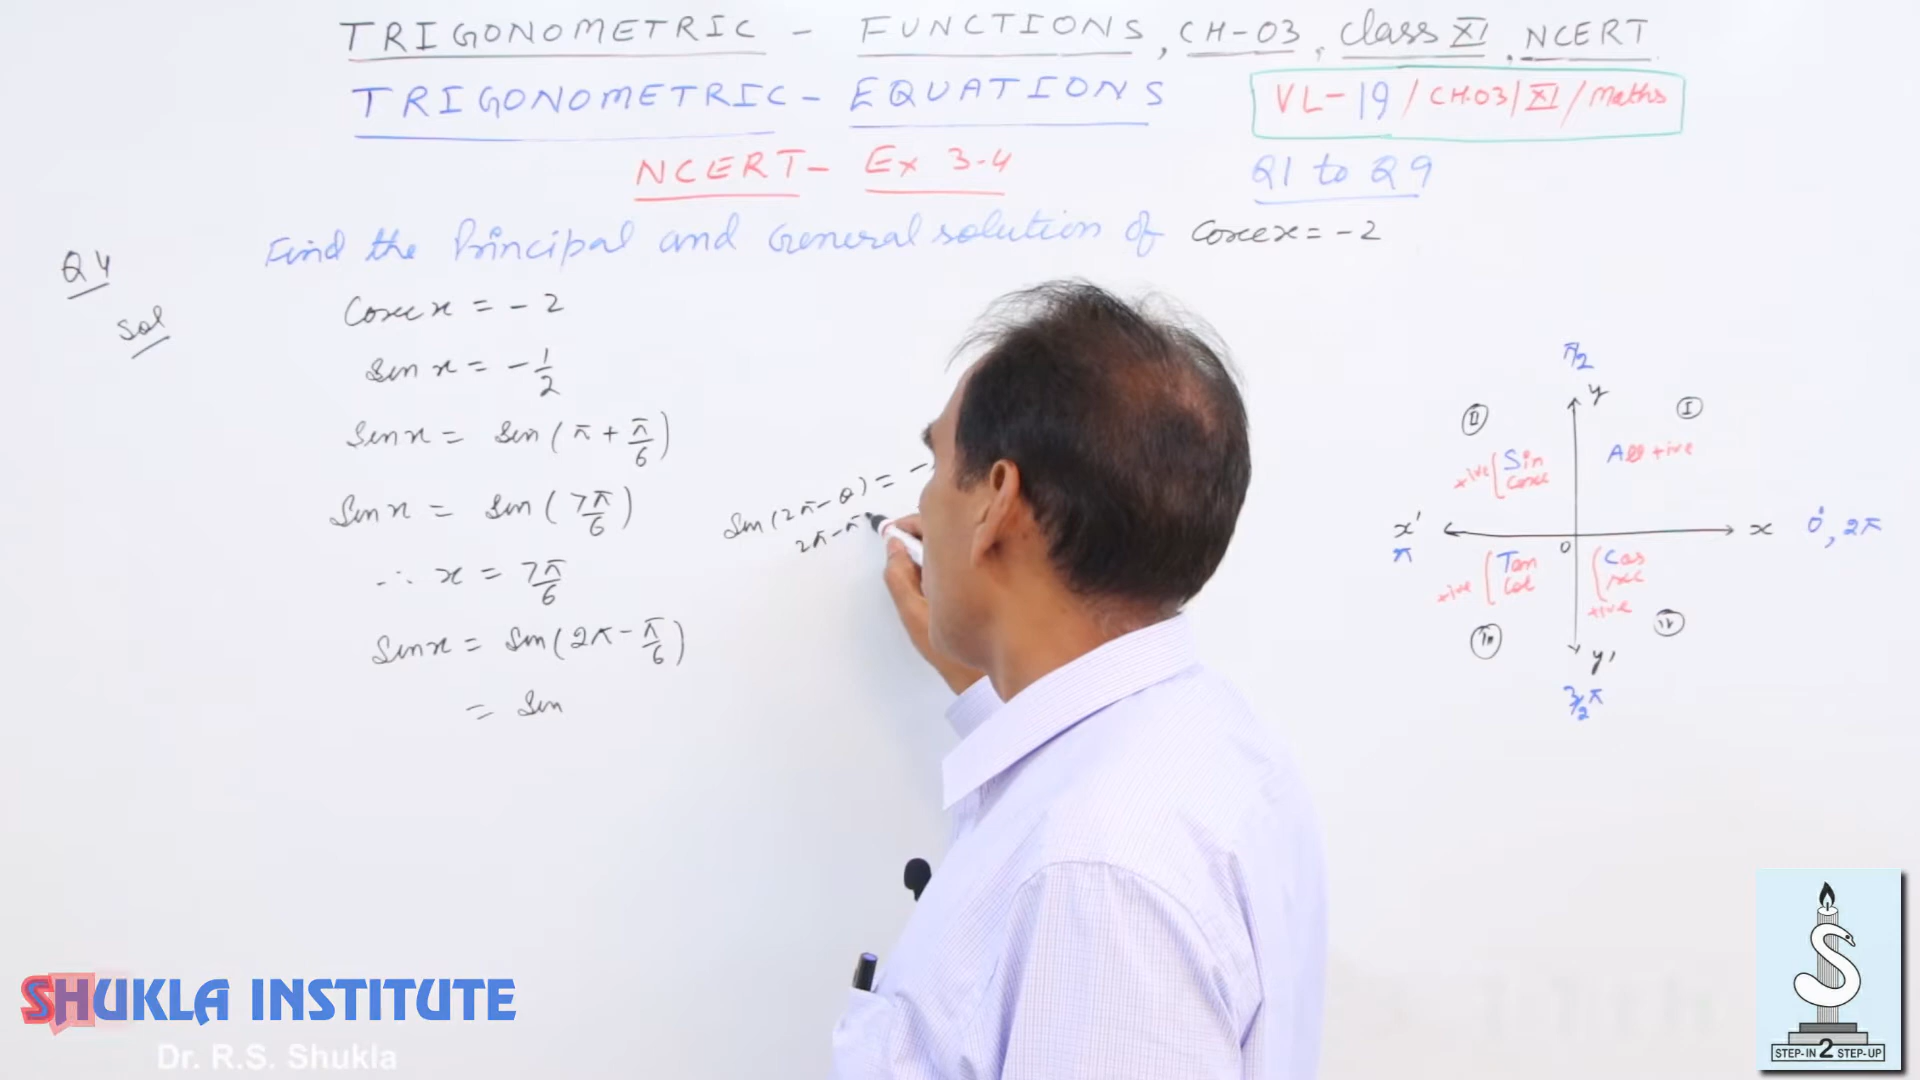 TRIGONOMETRIC - FUNCTIONS, CH-03, Class XI, NCERT
TRIGONOMETRIC - EQUATIONS
VL-19/CH.03/XI/Maths
NCERT- Ex 3.4
Q1 to Q9
Q4
Find the Principal and General solution of Cosec x = -2
Sol
Cosec x = - 2
Sin x = - 1/2
Sin x = Sin (π + π/6)
Sin x = Sin (7π/6)
∴ x = 7π/6
Sin x = Sin (2π - π/6)
= Sin
Sin (2π - θ) = -
2π - π
π/2
y
II
I
+ive
Sin
Cosec
All +ive
x'
π
O
x
0, 2π
+ive
Tan
Cot
Cos
sec
+ive
III
IV
y'
3/2 π
SHUKLA INSTITUTE
Dr. R.S. Shukla
S
STEP-IN 2 STEP-UP